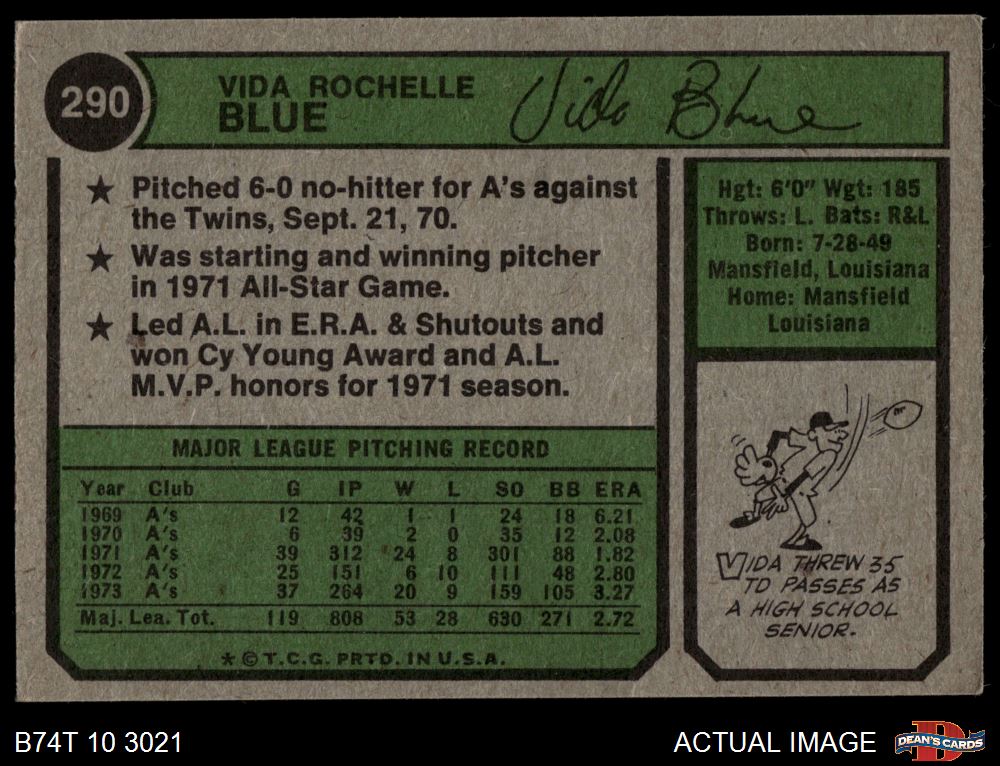 290
VIDA ROCHELLE
BLUE
Vida Blue
★ Pitched 6-0 no-hitter for A's against
the Twins, Sept. 21, 70.
★ Was starting and winning pitcher
in 1971 All-Star Game.
★ Led A.L. in E.R.A. & Shutouts and
won Cy Young Award and A.L.
M.V.P. honors for 1971 season.
Hgt: 6'0" Wgt: 185
Throws: L. Bats: R&L
Born: 7-28-49
Mansfield, Louisiana
Home: Mansfield
Louisiana
MAJOR LEAGUE PITCHING RECORD
Year Club G IP W L SO BB ERA
1969 A's 12 42 1 1 24 18 6.21
1970 A's 6 39 2 0 35 12 2.08
1971 A's 39 312 24 8 301 88 1.82
1972 A's 25 151 6 10 111 48 2.80
1973 A's 37 264 20 9 159 105 3.27
Maj. Lea. Tot. 119 808 53 28 630 271 2.72
★ © T.C.G. PRTD. IN U.S.A.
VIDA THREW 35
TD PASSES AS
A HIGH SCHOOL
SENIOR.
B74T 10 3021
ACTUAL IMAGE
DEAN'S CARDS